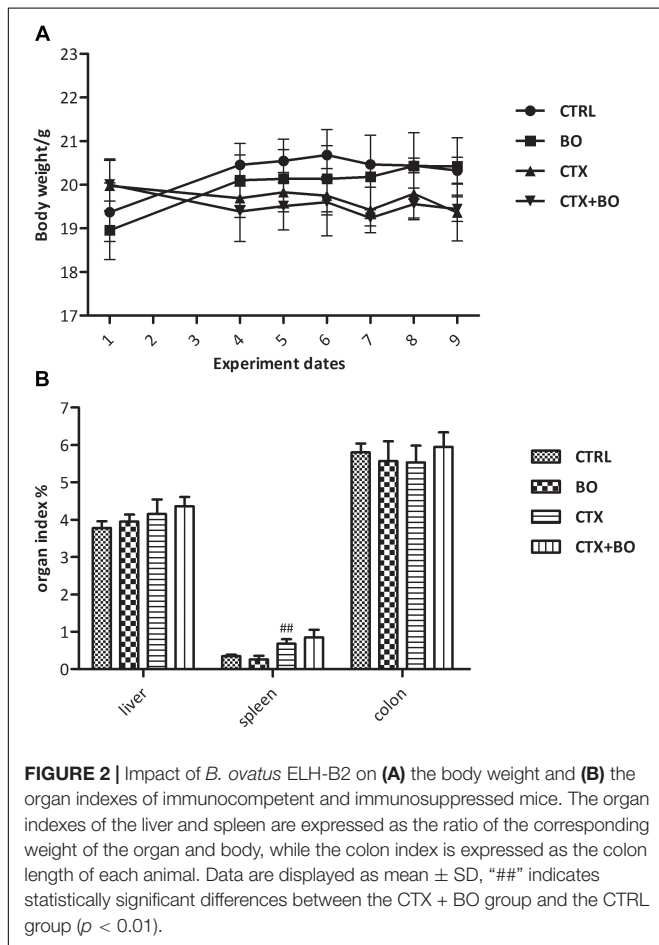 A
23
22
21
20
19
18
17
Body weight/g
1 2 3 4 5 6 7 8 9
Experiment dates
CTRL
BO
CTX
CTX+BO
B
7
6
5
4
3
2
1
0
organ index %
##
liver spleen colon
CTRL
BO
CTX
CTX+BO
FIGURE 2 | Impact of B. ovatus ELH-B2 on (A) the body weight and (B) the
organ indexes of immunocompetent and immunosuppressed mice. The organ
indexes of the liver and spleen are expressed as the ratio of the corresponding
weight of the organ and body, while the colon index is expressed as the colon
length of each animal. Data are displayed as mean ± SD, “##” indicates
statistically significant differences between the CTX + BO group and the CTRL
group (p < 0.01).